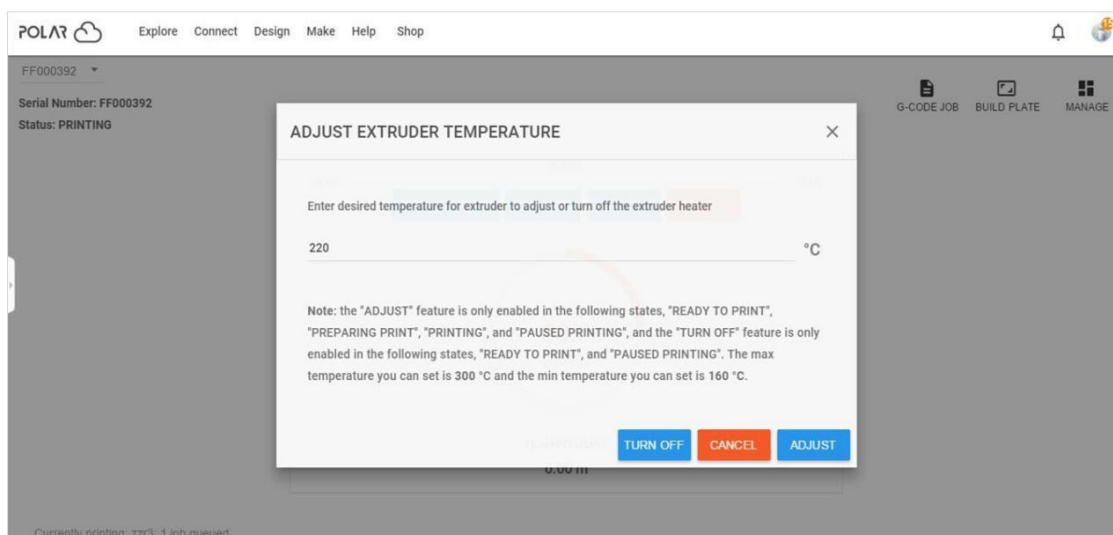 POLAR
Explore Connect Design Make Help Shop
FF000392
Serial Number: FF000392
Status: PRINTING
G-CODE JOB BUILD PLATE MANAGE
ADJUST EXTRUDER TEMPERATURE
Enter desired temperature for extruder to adjust or turn off the extruder heater
220 °C
Note: the "ADJUST" feature is only enabled in the following states, "READY TO PRINT",
"PREPARING PRINT", "PRINTING", and "PAUSED PRINTING", and the "TURN OFF" feature is only
enabled in the following states, "READY TO PRINT", and "PAUSED PRINTING". The max
temperature you can set is 300 °C and the min temperature you can set is 160 °C.
TURN OFF CANCEL ADJUST
0.00 m
Currently printing: zzr3; 1 job queued